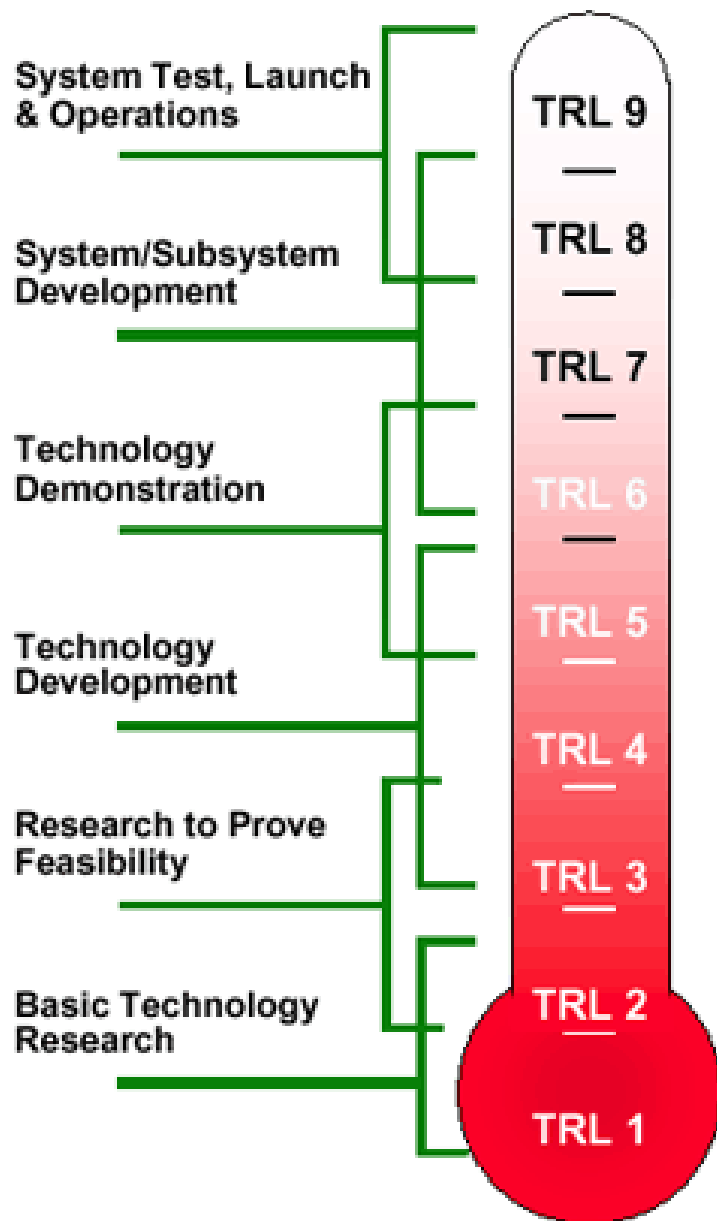 System Test, Launch
& Operations
System/Subsystem
Development
Technology
Demonstration
Technology
Development
Research to Prove
Feasibility
Basic Technology
Research
TRL 9
TRL 8
TRL 7
TRL 6
TRL 5
TRL 4
TRL 3
TRL 2
TRL 1